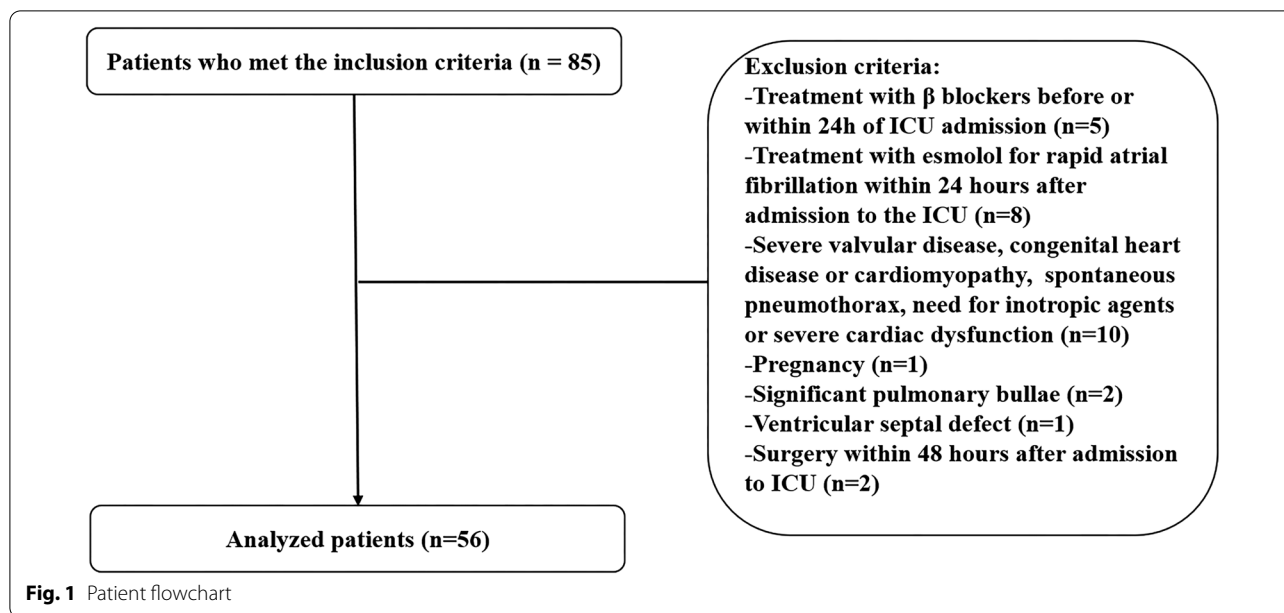 Patients who met the inclusion criteria (n = 85)
Exclusion criteria:
-Treatment with β blockers before or
within 24h of ICU admission (n=5)
-Treatment with esmolol for rapid atrial
fibrillation within 24 hours after
admission to the ICU (n=8)
-Severe valvular disease, congenital heart
disease or cardiomyopathy, spontaneous
pneumothorax, need for inotropic agents
or severe cardiac dysfunction (n=10)
-Pregnancy (n=1)
-Significant pulmonary bullae (n=2)
-Ventricular septal defect (n=1)
-Surgery within 48 hours after admission
to ICU (n=2)
Analyzed patients (n=56)
Fig. 1 Patient flowchart